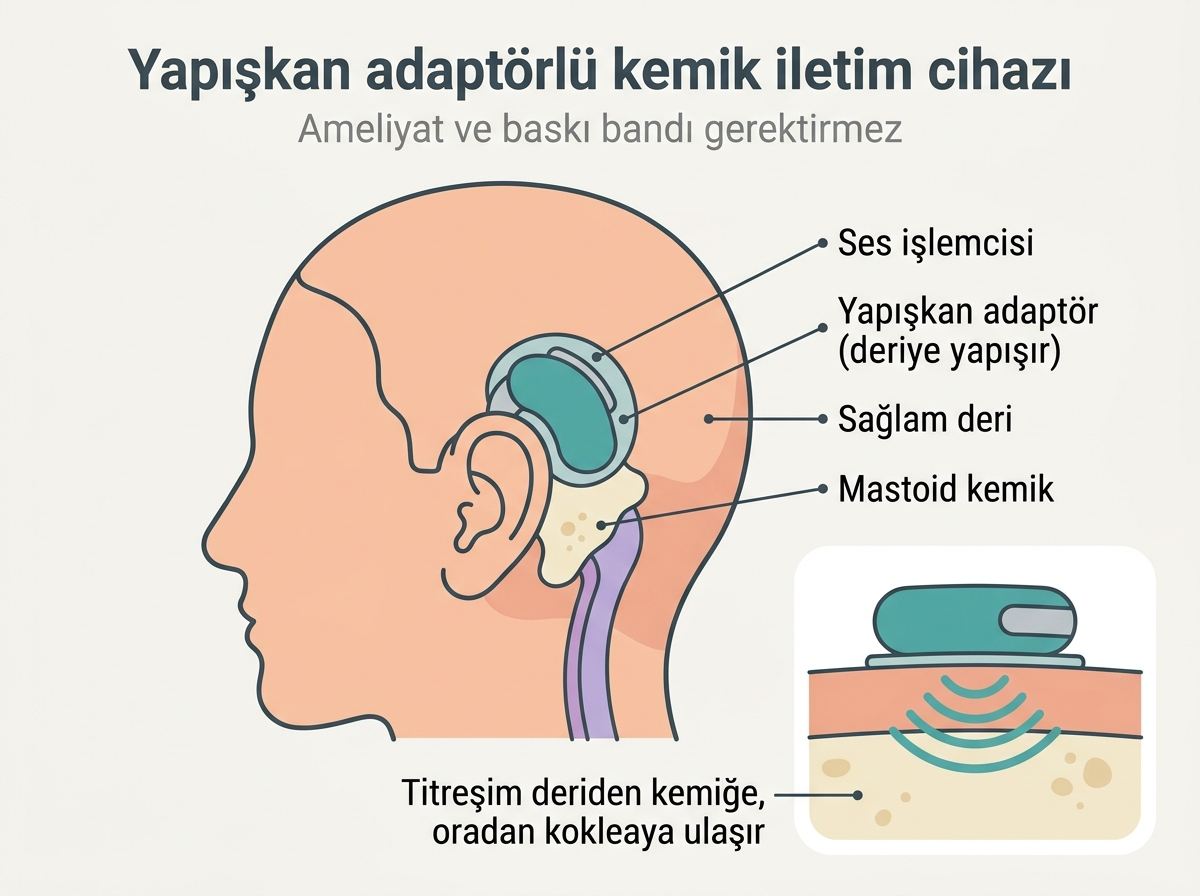 Yapışkan adaptörlü kemik iletim cihazı
Ameliyat ve baskı bandı gerektirmez
Ses işlemcisi
Yapışkan adaptör
(deriye yapışır)
Sağlam deri
Mastoid kemik
Titreşim deriden kemiğe,
oradan kokleaya ulaşır